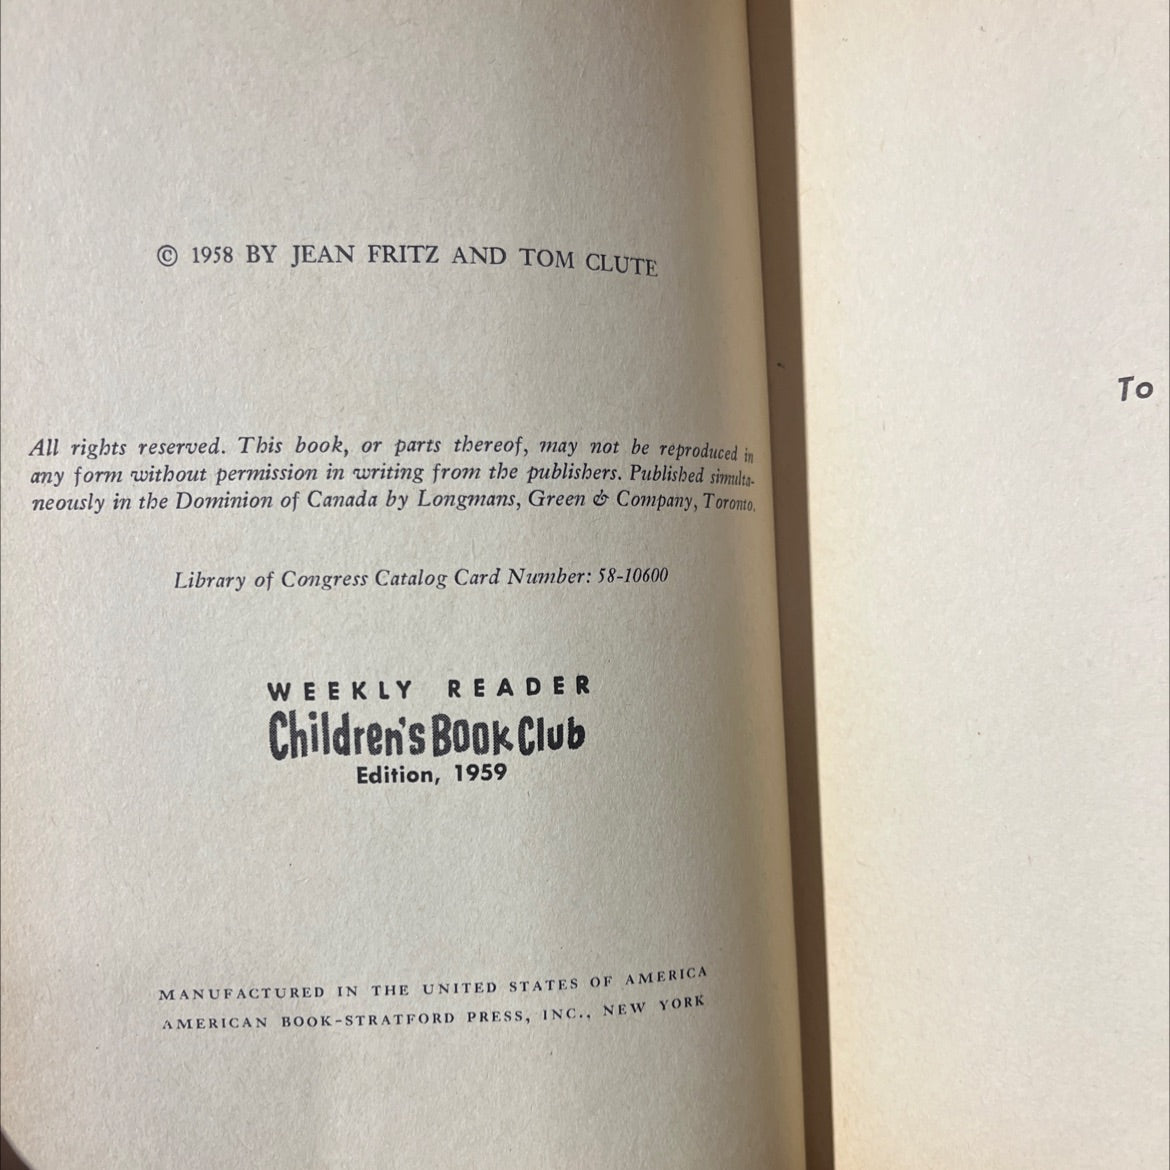 © 1958 BY JEAN FRITZ AND TOM CLUTE
All rights reserved. This book, or parts thereof, may not be reproduced in
any form without permission in writing from the publishers. Published simulta-
neously in the Dominion of Canada by Longmans, Green & Company, Toronto.
Library of Congress Catalog Card Number: 58-10600
WEEKLY READER
Children's Book Club
Edition, 1959
MANUFACTURED IN THE UNITED STATES OF AMERICA
AMERICAN BOOK-STRATFORD PRESS, INC., NEW YORK
To